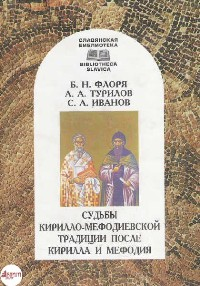 СЛАВЯНСКАЯ
БИБЛИОТЕКА
BIBLIOTHECA
SLAVICA
Б. Н. ФЛОРЯ
А. А. ТУРИЛОВ
С. А. ИВАНОВ
СУДЬБЫ
КИРИЛЛО-МЕФОДИЕВСКОЙ
ТРАДИЦИИ ПОСЛЕ
КИРИЛЛА И МЕФОДИЯ